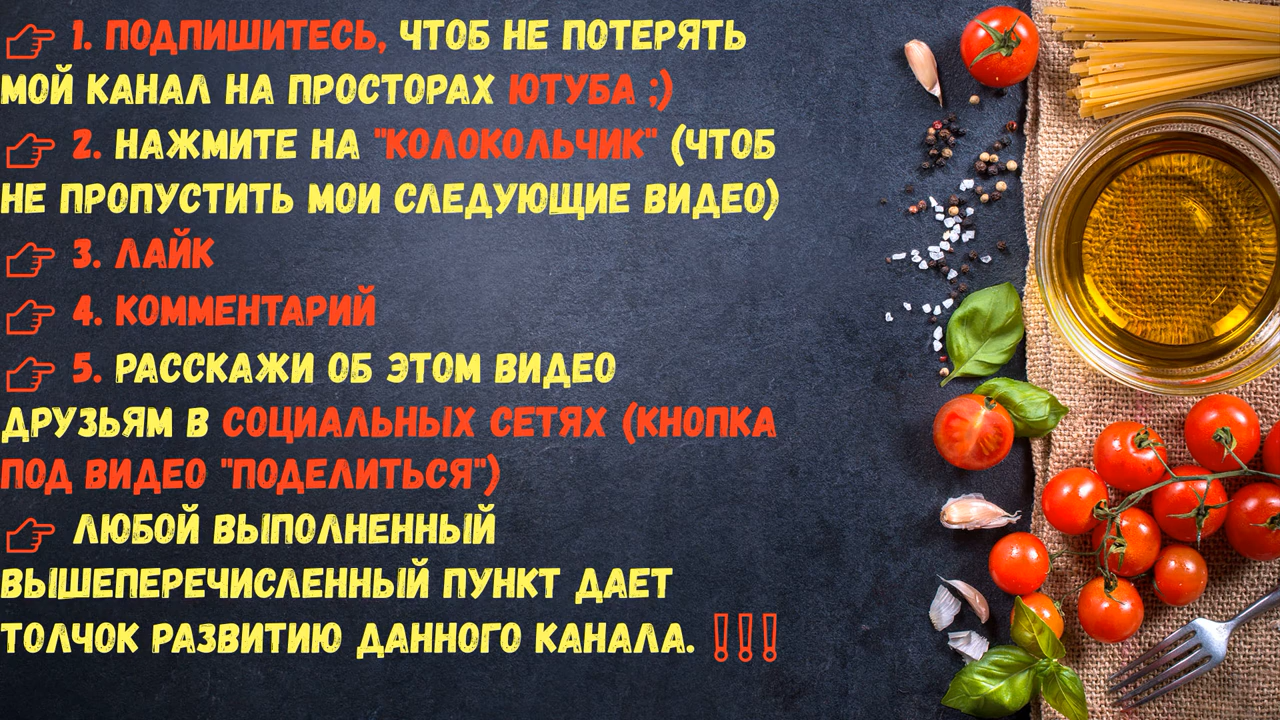 👉 1. ПОДПИШИТЕСЬ, ЧТОБ НЕ ПОТЕРЯТЬ
МОЙ КАНАЛ НА ПРОСТОРАХ ЮТУБА ;)
👉 2. НАЖМИТЕ НА "КОЛОКОЛЬЧИК" (ЧТОБ
НЕ ПРОПУСТИТЬ МОИ СЛЕДУЮЩИЕ ВИДЕО)
👉 3. ЛАЙК
👉 4. КОММЕНТАРИЙ
👉 5. РАССКАЖИ ОБ ЭТОМ ВИДЕО
ДРУЗЬЯМ В СОЦИАЛЬНЫХ СЕТЯХ (КНОПКА
ПОД ВИДЕО "ПОДЕЛИТЬСЯ")
👉 ЛЮБОЙ ВЫПОЛНЕННЫЙ
ВЫШЕПЕРЕЧИСЛЕННЫЙ ПУНКТ ДАЕТ
ТОЛЧОК РАЗВИТИЮ ДАННОГО КАНАЛА. ❗❗❗